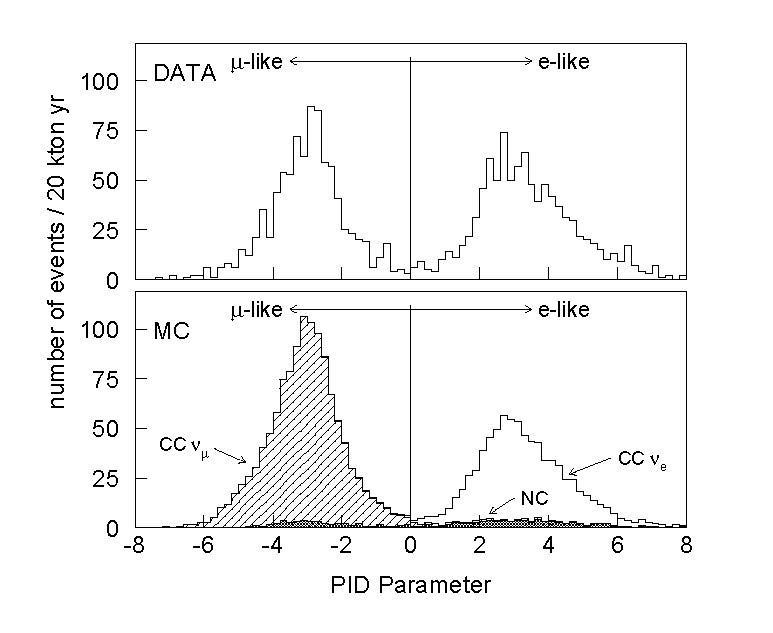 number of events / 20 kton yr
DATA
μ-like
e-like
100
75
50
25
0
μ-like
e-like
MC
100
75
50
25
0
CC νμ
CC νe
NC
-8 -6 -4 -2 0 2 4 6 8
PID Parameter